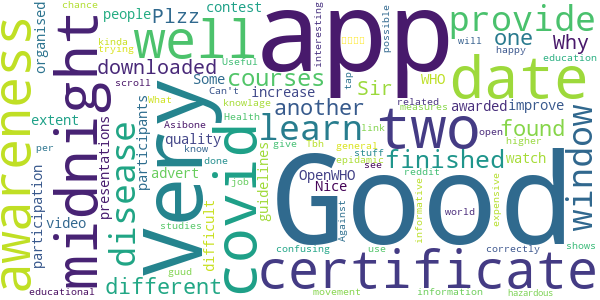 app
Good
Very
date
midnight
awareness
covid
certificate
two
well
learn
disease
window
provide
different
finished
courses
Plzz
one
Why
downloaded
another
Sir
found
Some
increase
WHO
awarded
improve
organised
people
contest
chance
kinda
trying
scroll
Useful
interesting
possible
will
happy
education
tap
related
measures
What
Can't
knowlage
Health
extent
presentations
participants
quality
Asibone
know
done
link
open
higher
per
advert
job
guidelines
give
fbh
general
epidamic
stuff
see
watch
OpenWHO
Nice
Against
reddit
informative
expensive
participation
video
studies
guud
difficult
confusing
use
world
correctly
shows
educational
movement
information
hazardous